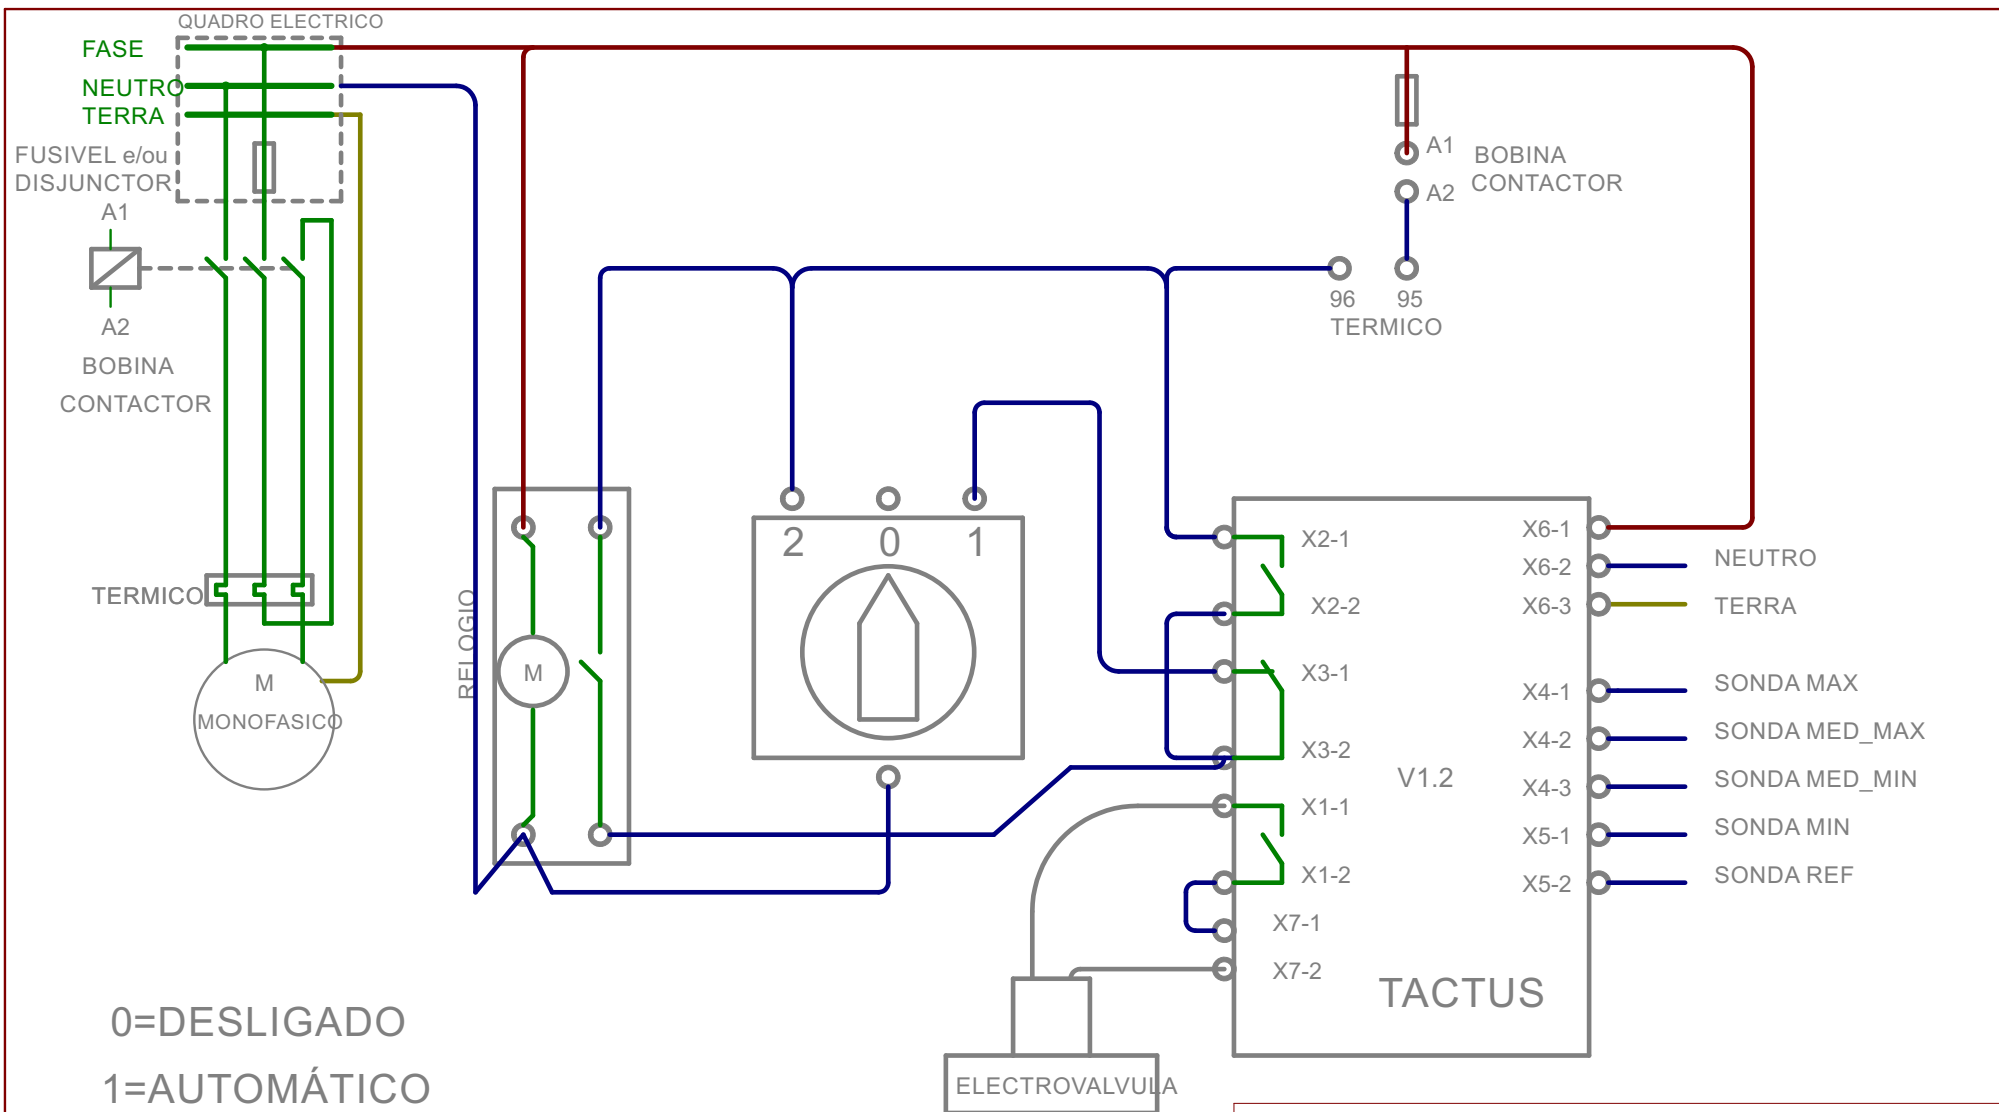 QUADRO ELECTRICO
FASE
NEUTRO
TERRA
FUSIVEL e/ou
DISJUNCTOR
A1
A2
BOBINA
CONTACTOR
TERMICO
M
MONOFASICO
RELOGIO
M
2 0 1
A1
A2
BOBINA
CONTACTOR
96 95
TERMICO
X2-1
X2-2
X3-1
X3-2
X1-1
X1-2
X7-1
X7-2
V1.2
TACTUS
X6-1
X6-2 NEUTRO
X6-3 TERRA
X4-1 SONDA MAX
X4-2 SONDA MED_MAX
X4-3 SONDA MED_MIN
X5-1 SONDA MIN
X5-2 SONDA REF
ELECTROVALVULA
0=DESLIGADO
1=AUTOMÁTICO